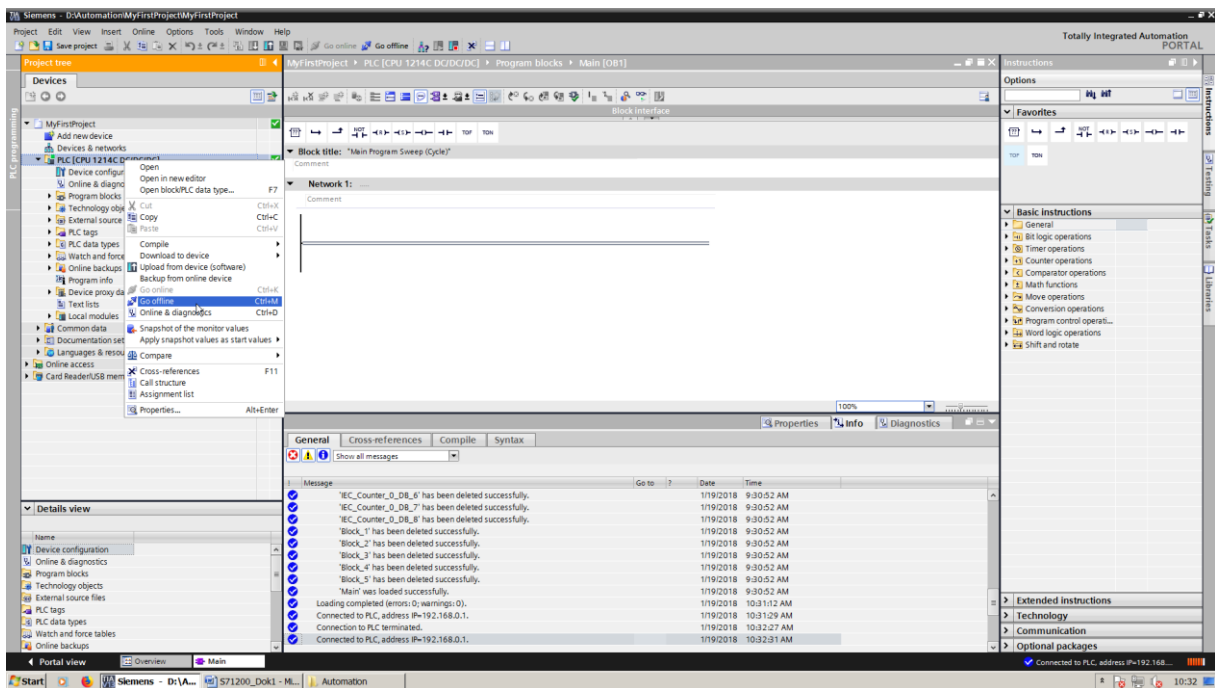 Siemens - D:\Automation\MyFirstProject\MyFirstProject
Project Edit View Insert Online Options Tools Window Help
Save project Go online Go offline
Totally Integrated Automation
PORTAL
Project tree
MyFirstProject PLC [CPU 1214C DC/DC/DC] Program blocks Main [OB1]
Instructions
Devices
Options
PLC programming
MyFirstProject
Add new device
Devices & networks
PLC [CPU 1214C DC/DC/DC]
Device configur
Online & diagno
Program blocks
Technology obje
External source
PLC tags
PLC data types
Watch and force
Online backups
Program info
Device proxy da
Text lists
Local modules
Common data
Documentation set
Languages & resou
Online access
Card Reader/USB mem
Open
Open in new editor
Open block/PLC data type... F7
Cut Ctrl+X
Copy Ctrl+C
Paste Ctrl+V
Compile
Download to device
Upload from device (software)
Backup from online device
Go online Ctrl+K
Go offline Ctrl+M
Online & diagnostics Ctrl+D
Snapshot of the monitor values
Apply snapshot values as start values
Compare
Cross-references F11
Call structure
Assignment list
Properties... Alt+Enter
Block interface
NOT TOF TON
Block title: "Main Program Sweep (Cycle)"
Comment
Network 1: .....
Comment
100%
Favorites
NOT
TOF TON
Basic instructions
General
Bit logic operations
Timer operations
Counter operations
Comparator operations
Math functions
Move operations
Conversion operations
Program control operati...
Word logic operations
Shift and rotate
Extended instructions
Technology
Communication
Optional packages
Instructions
Testing
Tasks
Libraries
Properties Info Diagnostics
General Cross-references Compile Syntax
Show all messages
! Message Go to ? Date Time
'IEC_Counter_0_DB_6' has been deleted successfully. 1/19/2018 9:30:52 AM
'IEC_Counter_0_DB_7' has been deleted successfully. 1/19/2018 9:30:52 AM
'IEC_Counter_0_DB_8' has been deleted successfully. 1/19/2018 9:30:52 AM
'Block_1' has been deleted successfully. 1/19/2018 9:30:52 AM
'Block_2' has been deleted successfully. 1/19/2018 9:30:52 AM
'Block_3' has been deleted successfully. 1/19/2018 9:30:52 AM
'Block_4' has been deleted successfully. 1/19/2018 9:30:52 AM
'Block_5' has been deleted successfully. 1/19/2018 9:30:52 AM
'Main' was loaded successfully. 1/19/2018 9:30:52 AM
Loading completed (errors: 0; warnings: 0). 1/19/2018 10:31:12 AM
Connected to PLC, address IP=192.168.0.1. 1/19/2018 10:31:29 AM
Connection to PLC terminated. 1/19/2018 10:32:27 AM
Connected to PLC, address IP=192.168.0.1. 1/19/2018 10:32:31 AM
Details view
Name
Device configuration
Online & diagnostics
Program blocks
Technology objects
External source files
PLC tags
PLC data types
Watch and force tables
Online backups
Portal view Overview Main
Connected to PLC, address IP=192.168....
Start Siemens - D:\A... S71200_Dok1 - Mi... Automation 10:32